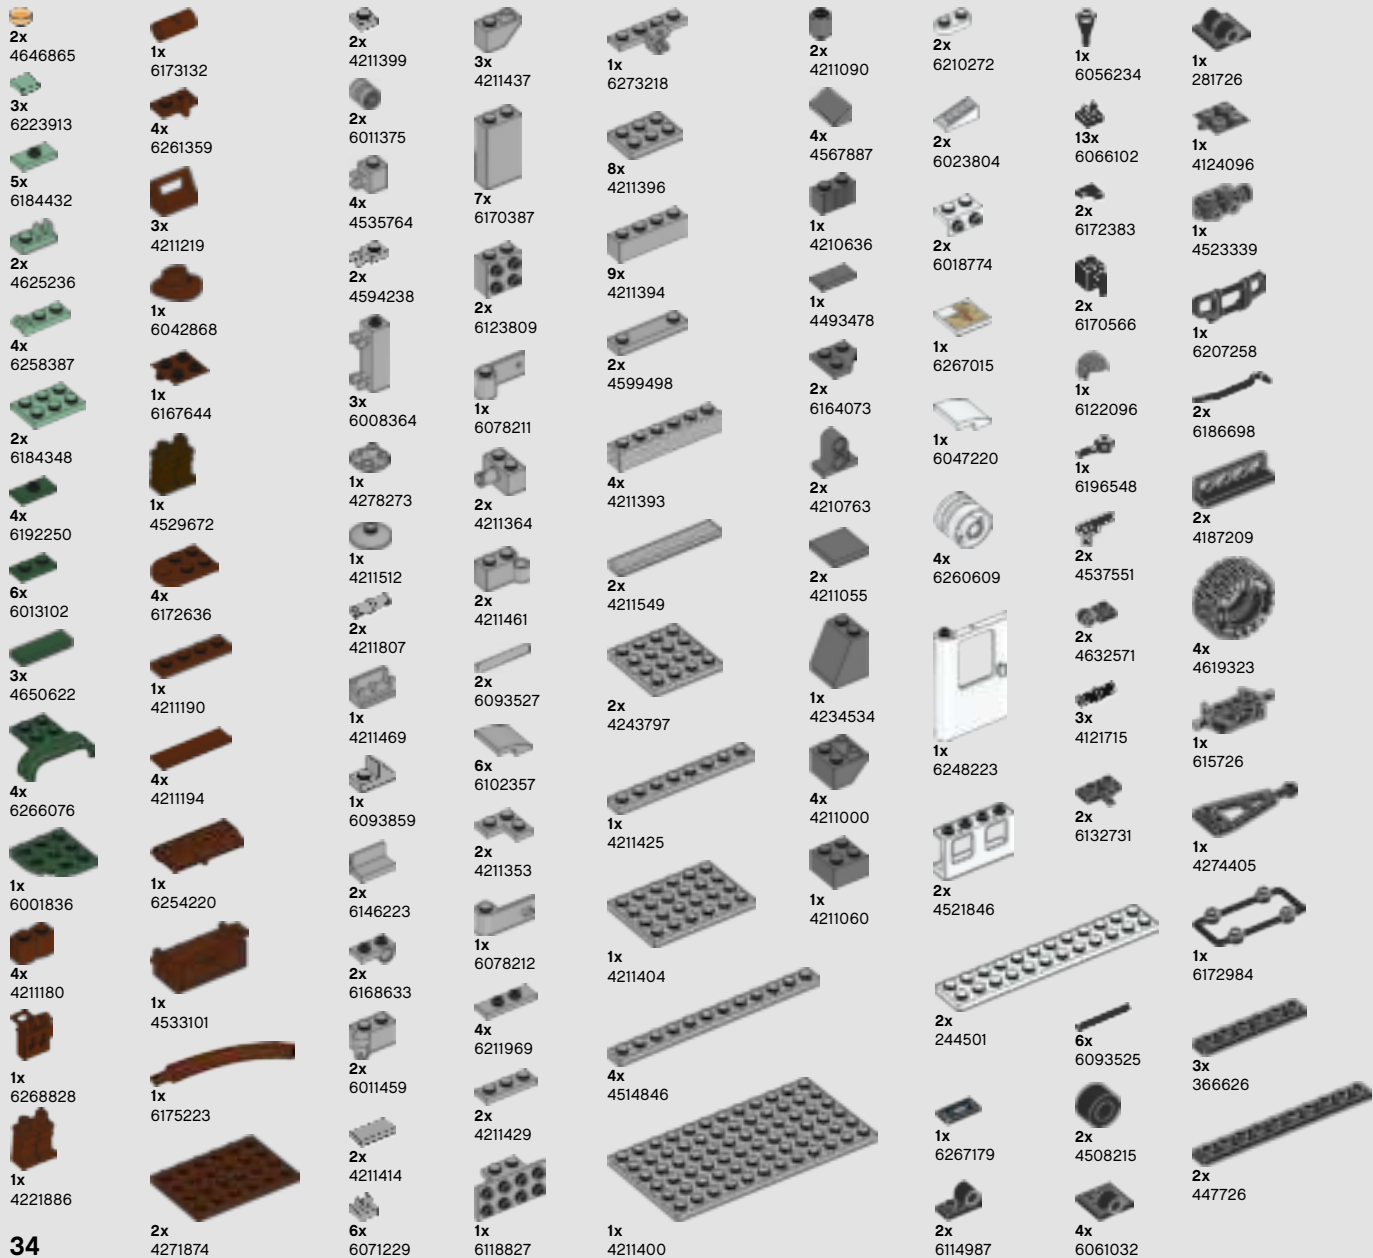 2x
4646865
3x
6223913
5x
6184432
2x
4625236
4x
6258387
2x
6184348
4x
6192250
6x
6013102
3x
4650622
4x
6266076
1x
6001836
4x
4211180
1x
6268828
1x
4221886
34
1x
6173132
4x
6261359
3x
4211219
1x
6042868
1x
6167644
1x
4529672
4x
6172636
1x
4211190
4x
4211194
1x
6254220
1x
4533101
1x
6175223
2x
4271874
2x
4211399
2x
6011375
4x
4535764
2x
4594238
3x
6008364
1x
4278273
1x
4211512
2x
4211807
1x
4211469
1x
6093859
2x
6146223
2x
6168633
2x
6011459
2x
4211414
6x
6071229
3x
4211437
7x
6170387
2x
6123809
1x
6078211
2x
4211364
2x
4211461
2x
6093527
6x
6102357
2x
4211353
1x
6078212
4x
6211969
2x
4211429
1x
6118827
1x
6273218
8x
4211396
9x
4211394
2x
4599498
4x
4211393
2x
4211549
2x
4243797
1x
4211425
1x
4211404
4x
4514846
1x
4211400
2x
4211090
4x
4567887
1x
4210636
1x
4493478
2x
6164073
2x
4210763
2x
4211055
1x
4234534
4x
4211000
1x
4211060
2x
6210272
2x
6023804
2x
6018774
1x
6267015
1x
6047220
4x
6260609
1x
6248223
2x
4521846
2x
244501
1x
6267179
2x
6114987
1x
6056234
13x
6066102
2x
6172383
2x
6170566
1x
6122096
1x
6196548
2x
4537551
2x
4632571
3x
4121715
2x
6132731
6x
6093525
2x
4508215
4x
6061032
1x
281726
1x
4124096
1x
4523339
1x
6207258
2x
6186698
2x
4187209
4x
4619323
1x
615726
1x
4274405
1x
6172984
3x
366626
2x
447726